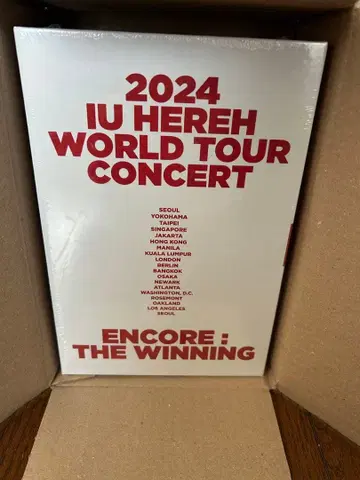 2024
IU HEREH
WORLD TOUR
CONCERT
SEOUL
YOKOHAMA
TAIPEI
SINGAPORE
JAKARTA
HONG KONG
MANILA
KUALA LUMPUR
LONDON
BERLIN
BANGKOK
OSAKA
NEWARK
ATLANTA
WASHINGTON, D.C.
ROSEMONT
OAKLAND
LOS ANGELES
SEOUL
ENCORE :
THE WINNING